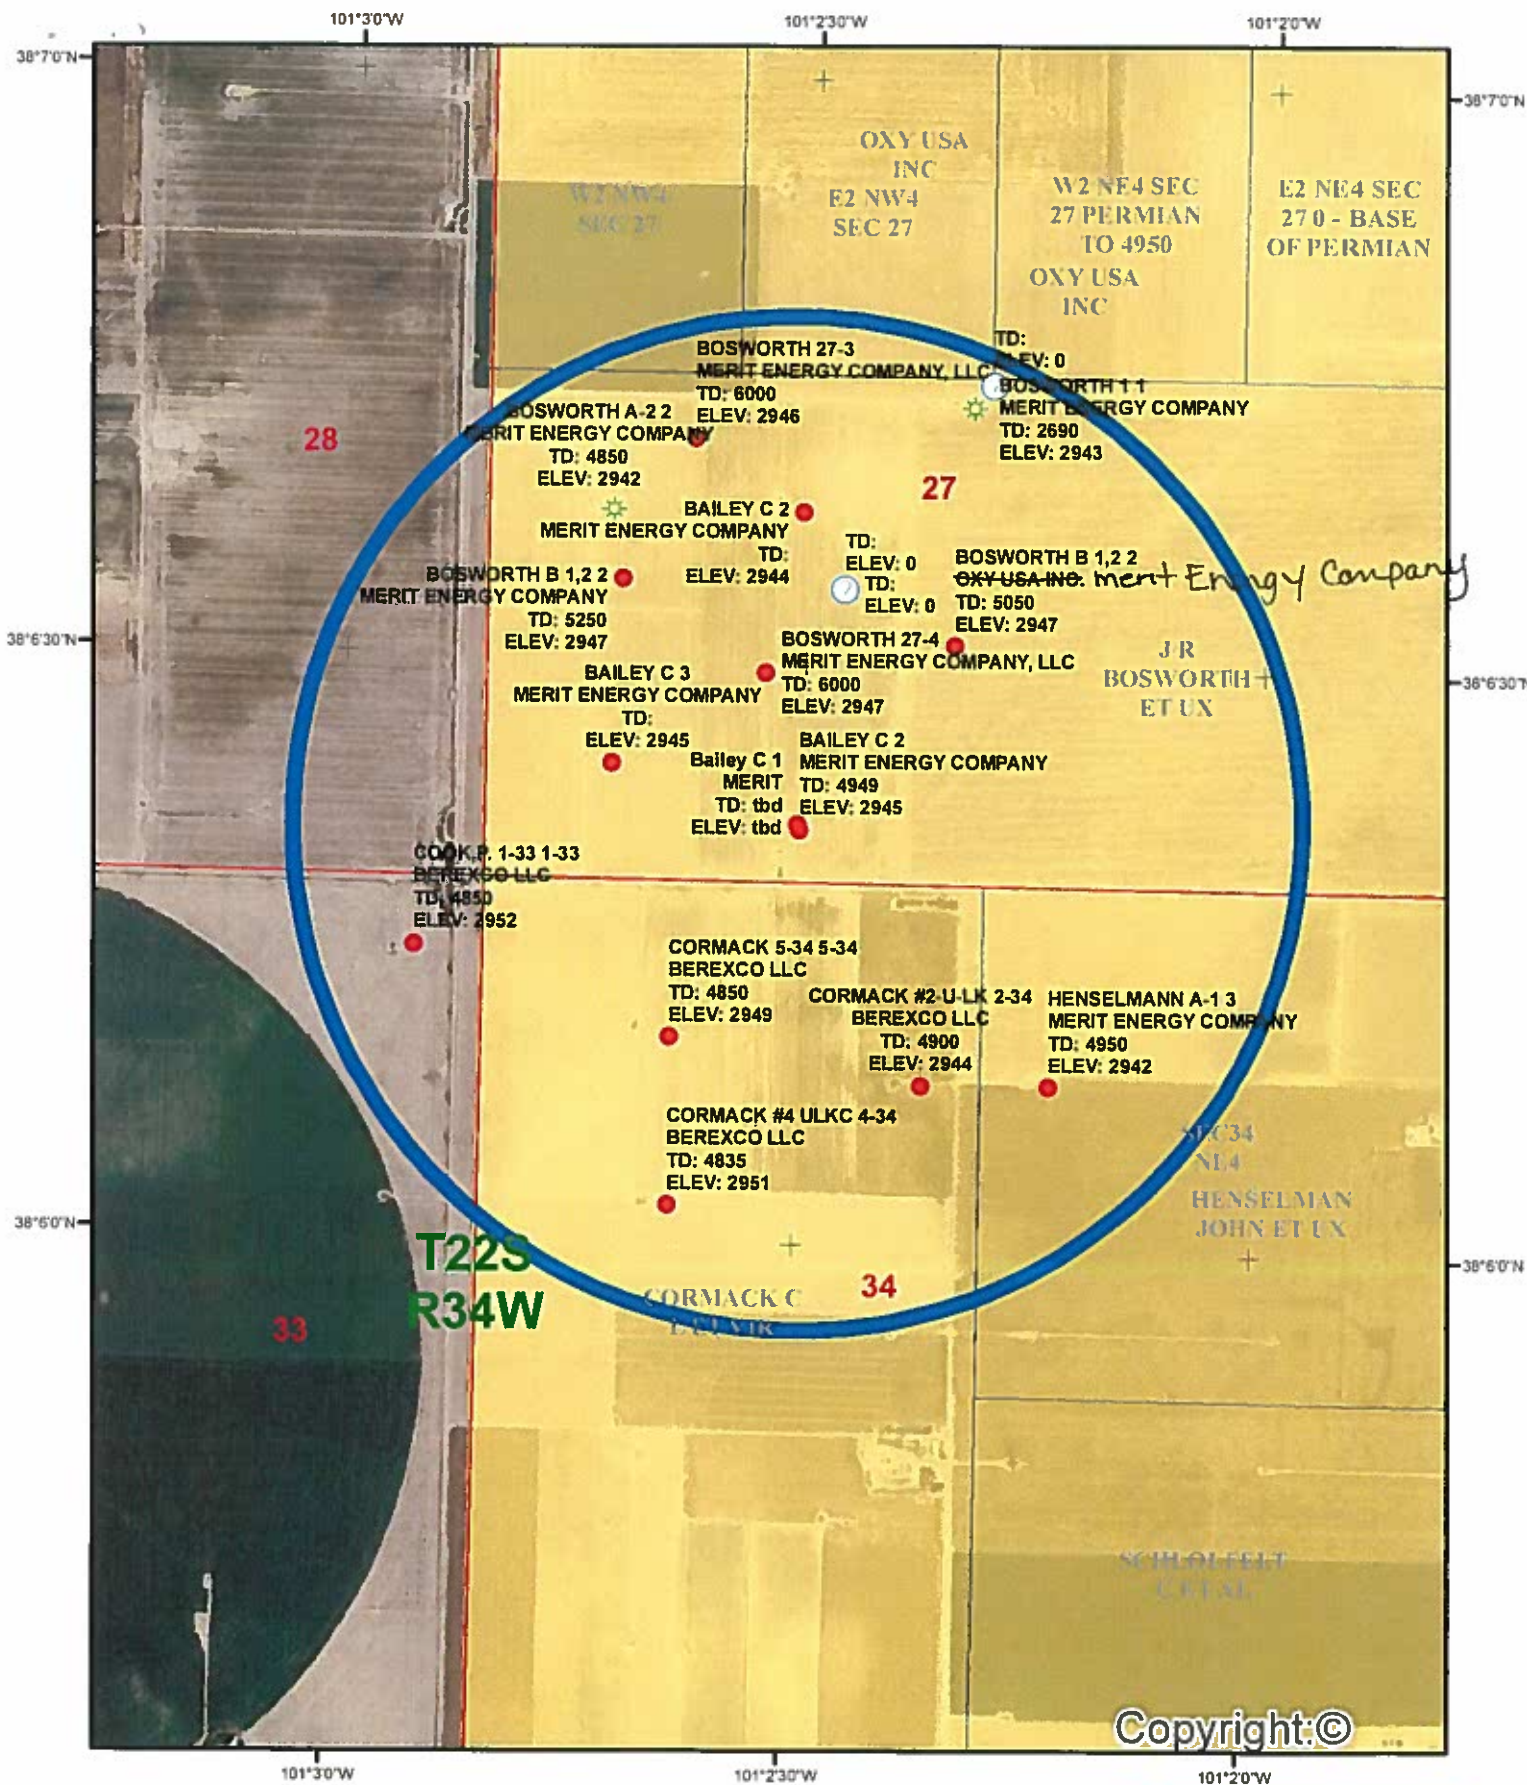 101°3'0"W
101°2'30"W
101°2'0"W
38°7'0"N
38°7'0"N
OXY USA
INC
E2 NW4
SEC 27
W2 NW4
SEC 27
W2 NE4 SEC
27 PERMIAN
TO 4950
OXY USA
INC
E2 NE4 SEC
27 0 - BASE
OF PERMIAN
BOSWORTH 27-3
MERIT ENERGY COMPANY, LLC
TD: 6000
ELEV: 2946
TD:
ELEV: 0
BOSWORTH 1 1
MERIT ENERGY COMPANY
TD: 2690
ELEV: 2943
BOSWORTH A-2 2
MERIT ENERGY COMPANY
TD: 4850
ELEV: 2942
28
27
BAILEY C 2
MERIT ENERGY COMPANY
TD:
ELEV: 2944
TD:
ELEV: 0
TD:
ELEV: 0
BOSWORTH B 1,2 2
OXY USA INC. Merit Energy Company
TD: 5050
ELEV: 2947
BOSWORTH B 1,2 2
MERIT ENERGY COMPANY
TD: 5250
ELEV: 2947
38°6'30"N
BOSWORTH 27-4
MERIT ENERGY COMPANY, LLC
TD: 6000
ELEV: 2947
J R
BOSWORTH
ET UX
38°6'30"N
BAILEY C 3
MERIT ENERGY COMPANY
TD:
ELEV: 2945
Bailey C 1
MERIT
TD: tbd
ELEV: tbd
BAILEY C 2
MERIT ENERGY COMPANY
TD: 4949
ELEV: 2945
COOK,P. 1-33 1-33
BEREXCO LLC
TD: 4850
ELEV: 2952
CORMACK 5-34 5-34
BEREXCO LLC
TD: 4850
ELEV: 2949
CORMACK #2-U-LK 2-34
BEREXCO LLC
TD: 4900
ELEV: 2944
HENSELMANN A-1 3
MERIT ENERGY COMPANY
TD: 4950
ELEV: 2942
CORMACK #4 ULKC 4-34
BEREXCO LLC
TD: 4835
ELEV: 2951
SEC34
NE4
HENSELMAN
JOHN ET UX
38°6'0"N
38°6'0"N
T22S
R34W
33
34
CORMACK C
Copyright:©
101°3'0"W
101°2'30"W
101°2'0"W